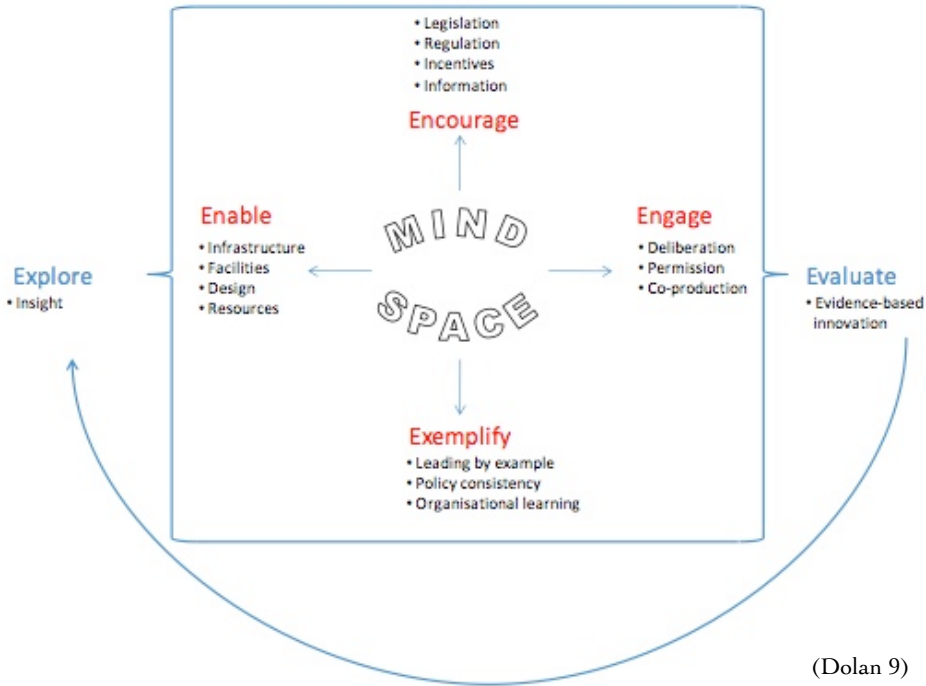 • Legislation
• Regulation
• Incentives
• Information
Encourage
Enable
• Infrastructure
• Facilities
• Design
• Resources
MIND
SPACE
Engage
• Deliberation
• Permission
• Co-production
Explore
• Insight
Evaluate
• Evidence-based
innovation
Exemplify
• Leading by example
• Policy consistency
• Organisational learning
(Dolan 9)